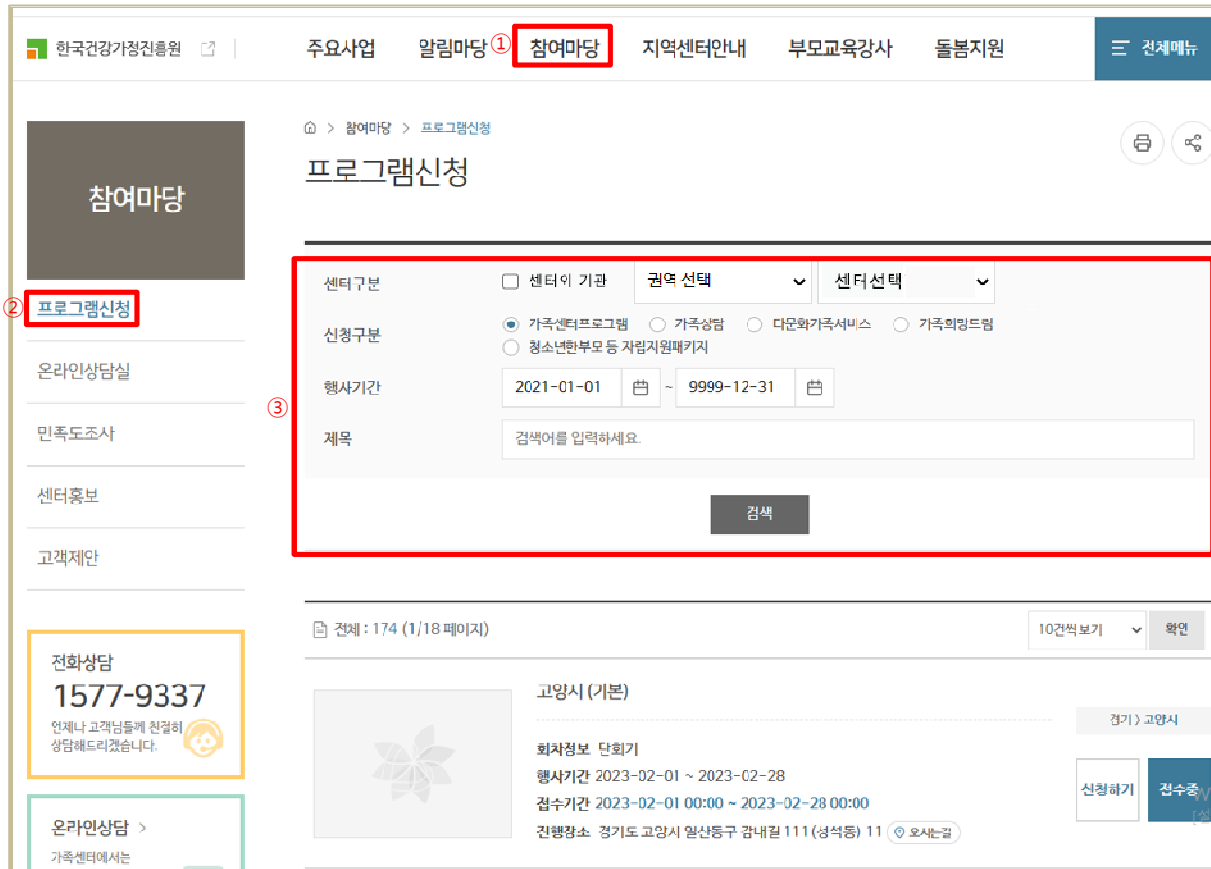 한국건강가정진흥원
주요사업 알림마당 ① 참여마당 지역센터안내 부모교육강사 돌봄지원 전체메뉴
참여마당 > 프로그램신청
프로그램신청
참여마당
② 프로그램신청
온라인상담실
만족도조사
센터홍보
고객제안
③
센터구분 센터외 기관 권역 선택 센터선택
신청구분 가족센터프로그램 가족상담 다문화가족서비스 가족희망드림
청소년한부모 등 자립지원패키지
행사기간 2021-01-01 ~ 9999-12-31
제목 검색어를 입력하세요.
검색
전체 : 174 (1/18 페이지) 10건씩 보기 확인
고양시 (기본)
경기 > 고양시
회차정보 단회기
행사기간 2023-02-01 ~ 2023-02-28
접수기간 2023-02-01 00:00 ~ 2023-02-28 00:00
진행장소 경기도 고양시 일산동구 감내길 111 (성석동) 11 오시는길
신청하기 접수중
전화상담
1577-9337
언제나 고객님들께 친절히
상담해드리겠습니다.
온라인상담 >
가족센터에서는